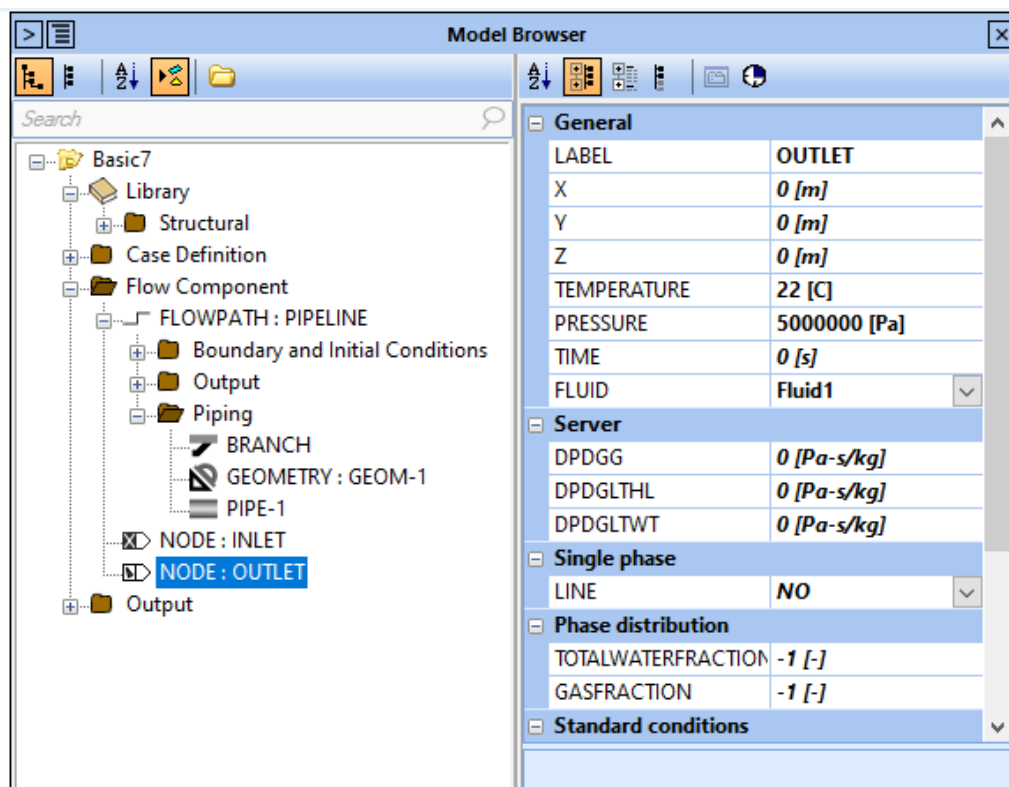 Model Browser
Search
Basic7
Library
Structural
Case Definition
Flow Component
FLOWPATH : PIPELINE
Boundary and Initial Conditions
Output
Piping
BRANCH
GEOMETRY : GEOM-1
PIPE-1
NODE : INLET
NODE : OUTLET
Output
General
LABEL OUTLET
X 0 [m]
Y 0 [m]
Z 0 [m]
TEMPERATURE 22 [C]
PRESSURE 5000000 [Pa]
TIME 0 [s]
FLUID Fluid1
Server
DPDGG 0 [Pa-s/kg]
DPDGLTHL 0 [Pa-s/kg]
DPDGLTWT 0 [Pa-s/kg]
Single phase
LINE NO
Phase distribution
TOTALWATERFRACTION -1 [-]
GASFRACTION -1 [-]
Standard conditions